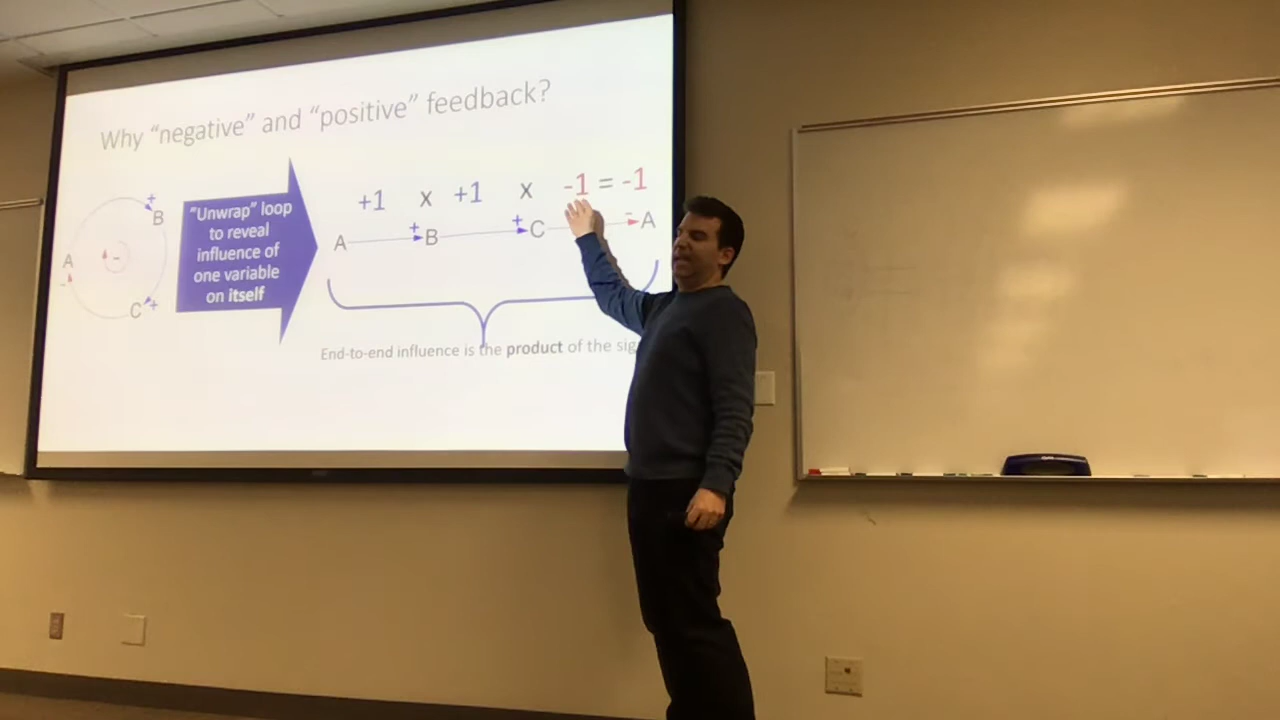 Why “negative” and “positive” feedback?
+
B
A
-
-
C
+
“Unwrap” loop
to reveal
influence of
one variable
on itself
+1 x +1 x -1 = -1
A + B + C - A
End-to-end influence is the product of the